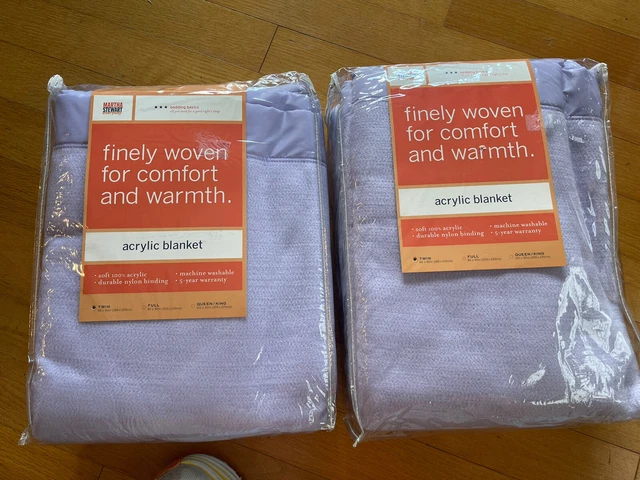 MARTHA
STEWART
bedding basics
finely woven
for comfort
and warmth.
acrylic blanket
• soft 100% acrylic
• durable nylon binding
• machine washable
• 5-year warranty
TWIN
FULL
QUEEN/KING
finely woven
for comfort
and warmth.
acrylic blanket
• soft 100% acrylic
• durable nylon binding
• machine washable
• 5-year warranty
TWIN
FULL
QUEEN/KING